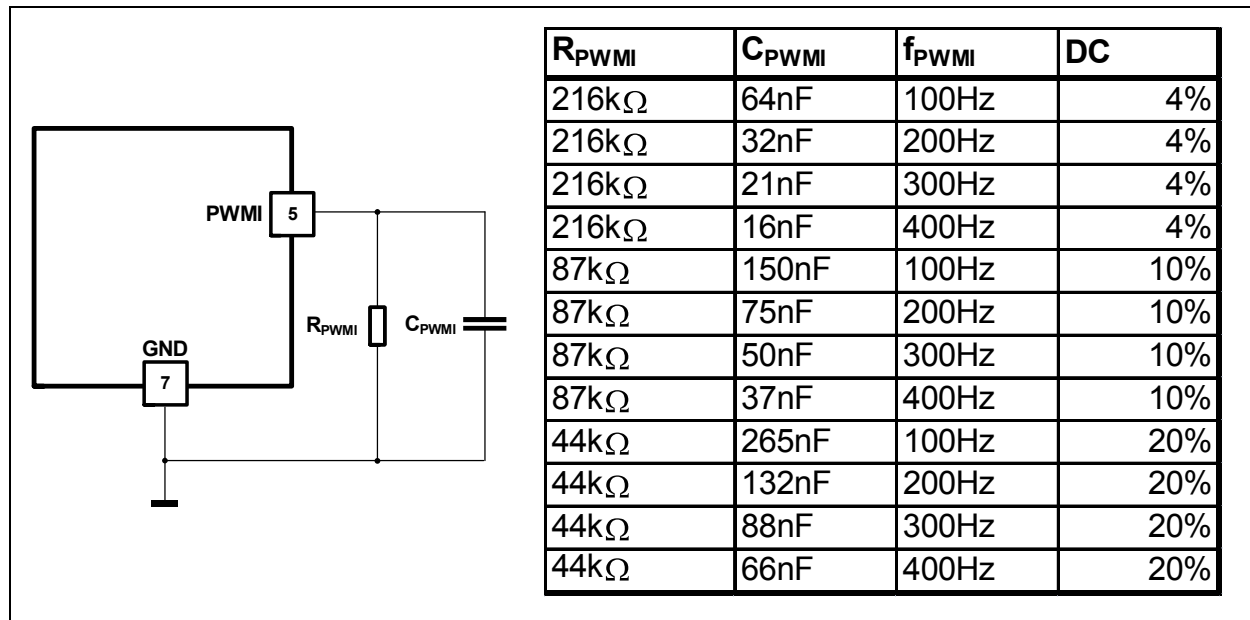 PWMI 5
GND
7
RPWMI CPWMI
RPWMI CPWMI fPWMI DC
216kΩ 64nF 100Hz 4%
216kΩ 32nF 200Hz 4%
216kΩ 21nF 300Hz 4%
216kΩ 16nF 400Hz 4%
87kΩ 150nF 100Hz 10%
87kΩ 75nF 200Hz 10%
87kΩ 50nF 300Hz 10%
87kΩ 37nF 400Hz 10%
44kΩ 265nF 100Hz 20%
44kΩ 132nF 200Hz 20%
44kΩ 88nF 300Hz 20%
44kΩ 66nF 400Hz 20%